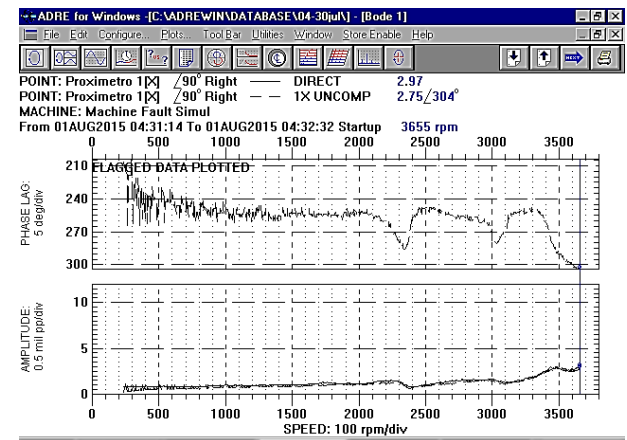 ADRE for Windows -[C:\ADREWIN\DATABASE\04-30jul\] - [Bode 1]
File Edit Configure... Plots... Tool Bar Utilities Window Store Enable Help
POINT: Proximetro 1[X] ∠90° Right —— DIRECT 2.97
POINT: Proximetro 1[X] ∠90° Right – – 1X UNCOMP 2.75∠304°
MACHINE: Machine Fault Simul
From 01AUG2015 04:31:14 To 01AUG2015 04:32:32 Startup 3655 rpm
0 500 1000 1500 2000 2500 3000 3500
FLAGGED DATA PLOTTED
210
240
270
300
PHASE LAG:
5 deg/div
10
5
0
AMPLITUDE:
0.5 mil pp/div
0 500 1000 1500 2000 2500 3000 3500
SPEED: 100 rpm/div